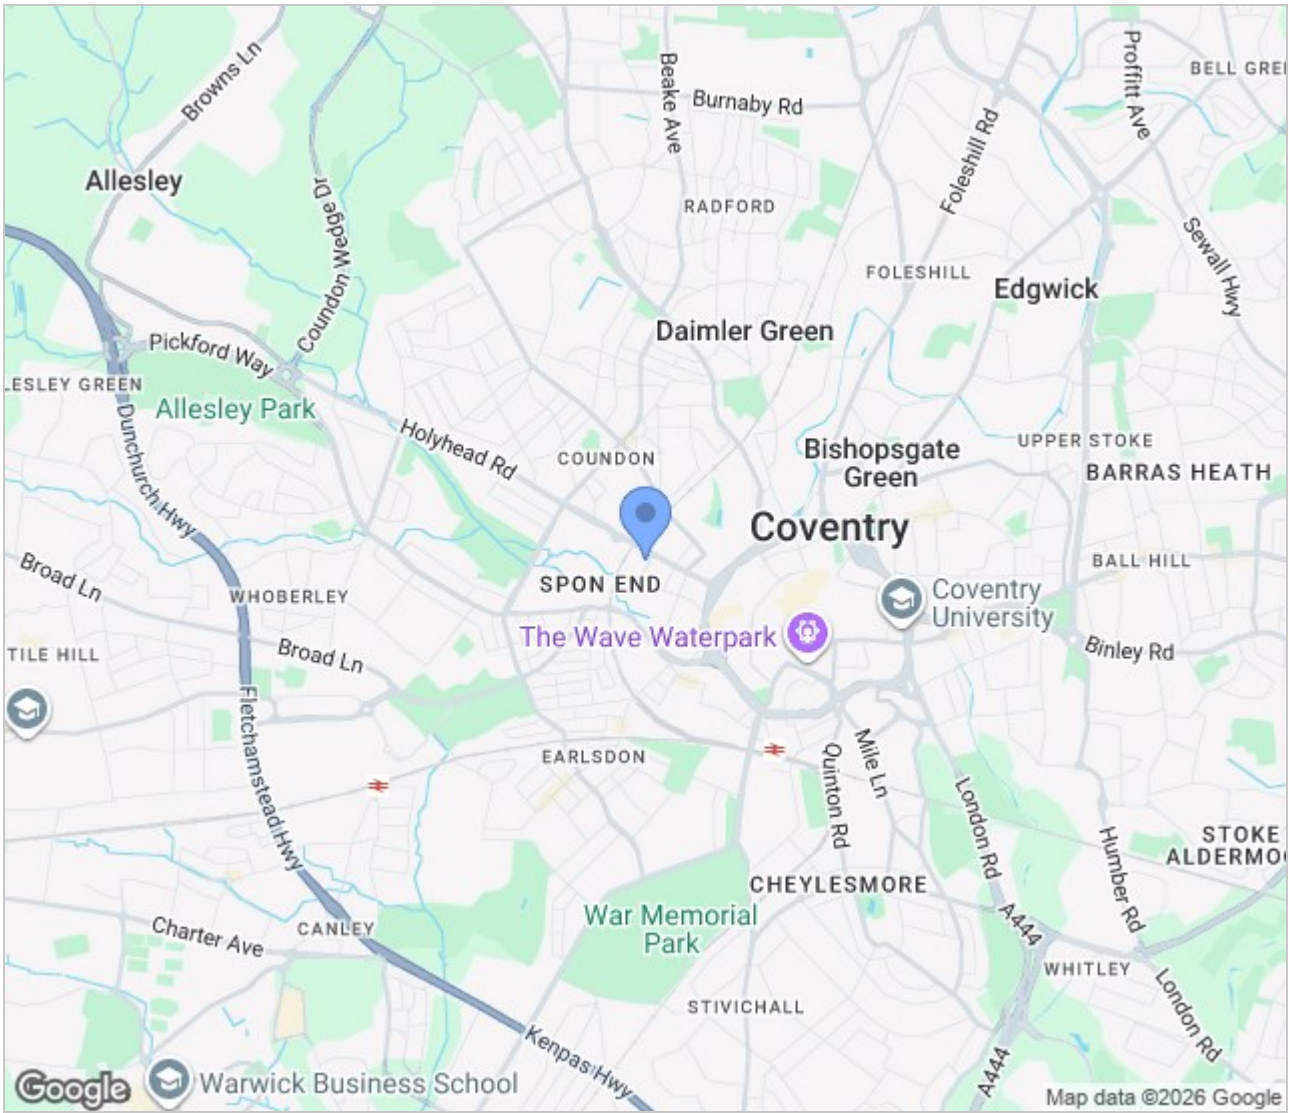 Browns Ln
Beake Ave
Burnaby Rd
Proffitt Ave
BELL GREE
Foleshill Rd
Allesley
Coundon Wedge Dr
RADFORD
Sewall Hwy
FOLESHILL
Edgwick
Daimler Green
Pickford Way
LESLEY GREEN
Allesley Park
Dunchurch Hwy
Holyhead Rd
COUNDON
Bishopsgate
Green
UPPER STOKE
BARRAS HEATH
Coventry
BALL HILL
Broad Ln
SPON END
WHOBERLEY
Coventry
University
The Wave Waterpark
Broad Ln
TILE HILL
Binley Rd
Fletchamstead Hwy
EARLSDON
Quinton Rd
Mile Ln
London Rd
Humber Rd
STOKE
ALDERMO
CHEYLESMORE
War Memorial
Park
A444
Charter Ave
CANLEY
WHITLEY
London Rd
STIVICHALL
Kenpas Hwy
A444
Warwick Business School
Google
Map data ©2026 Google